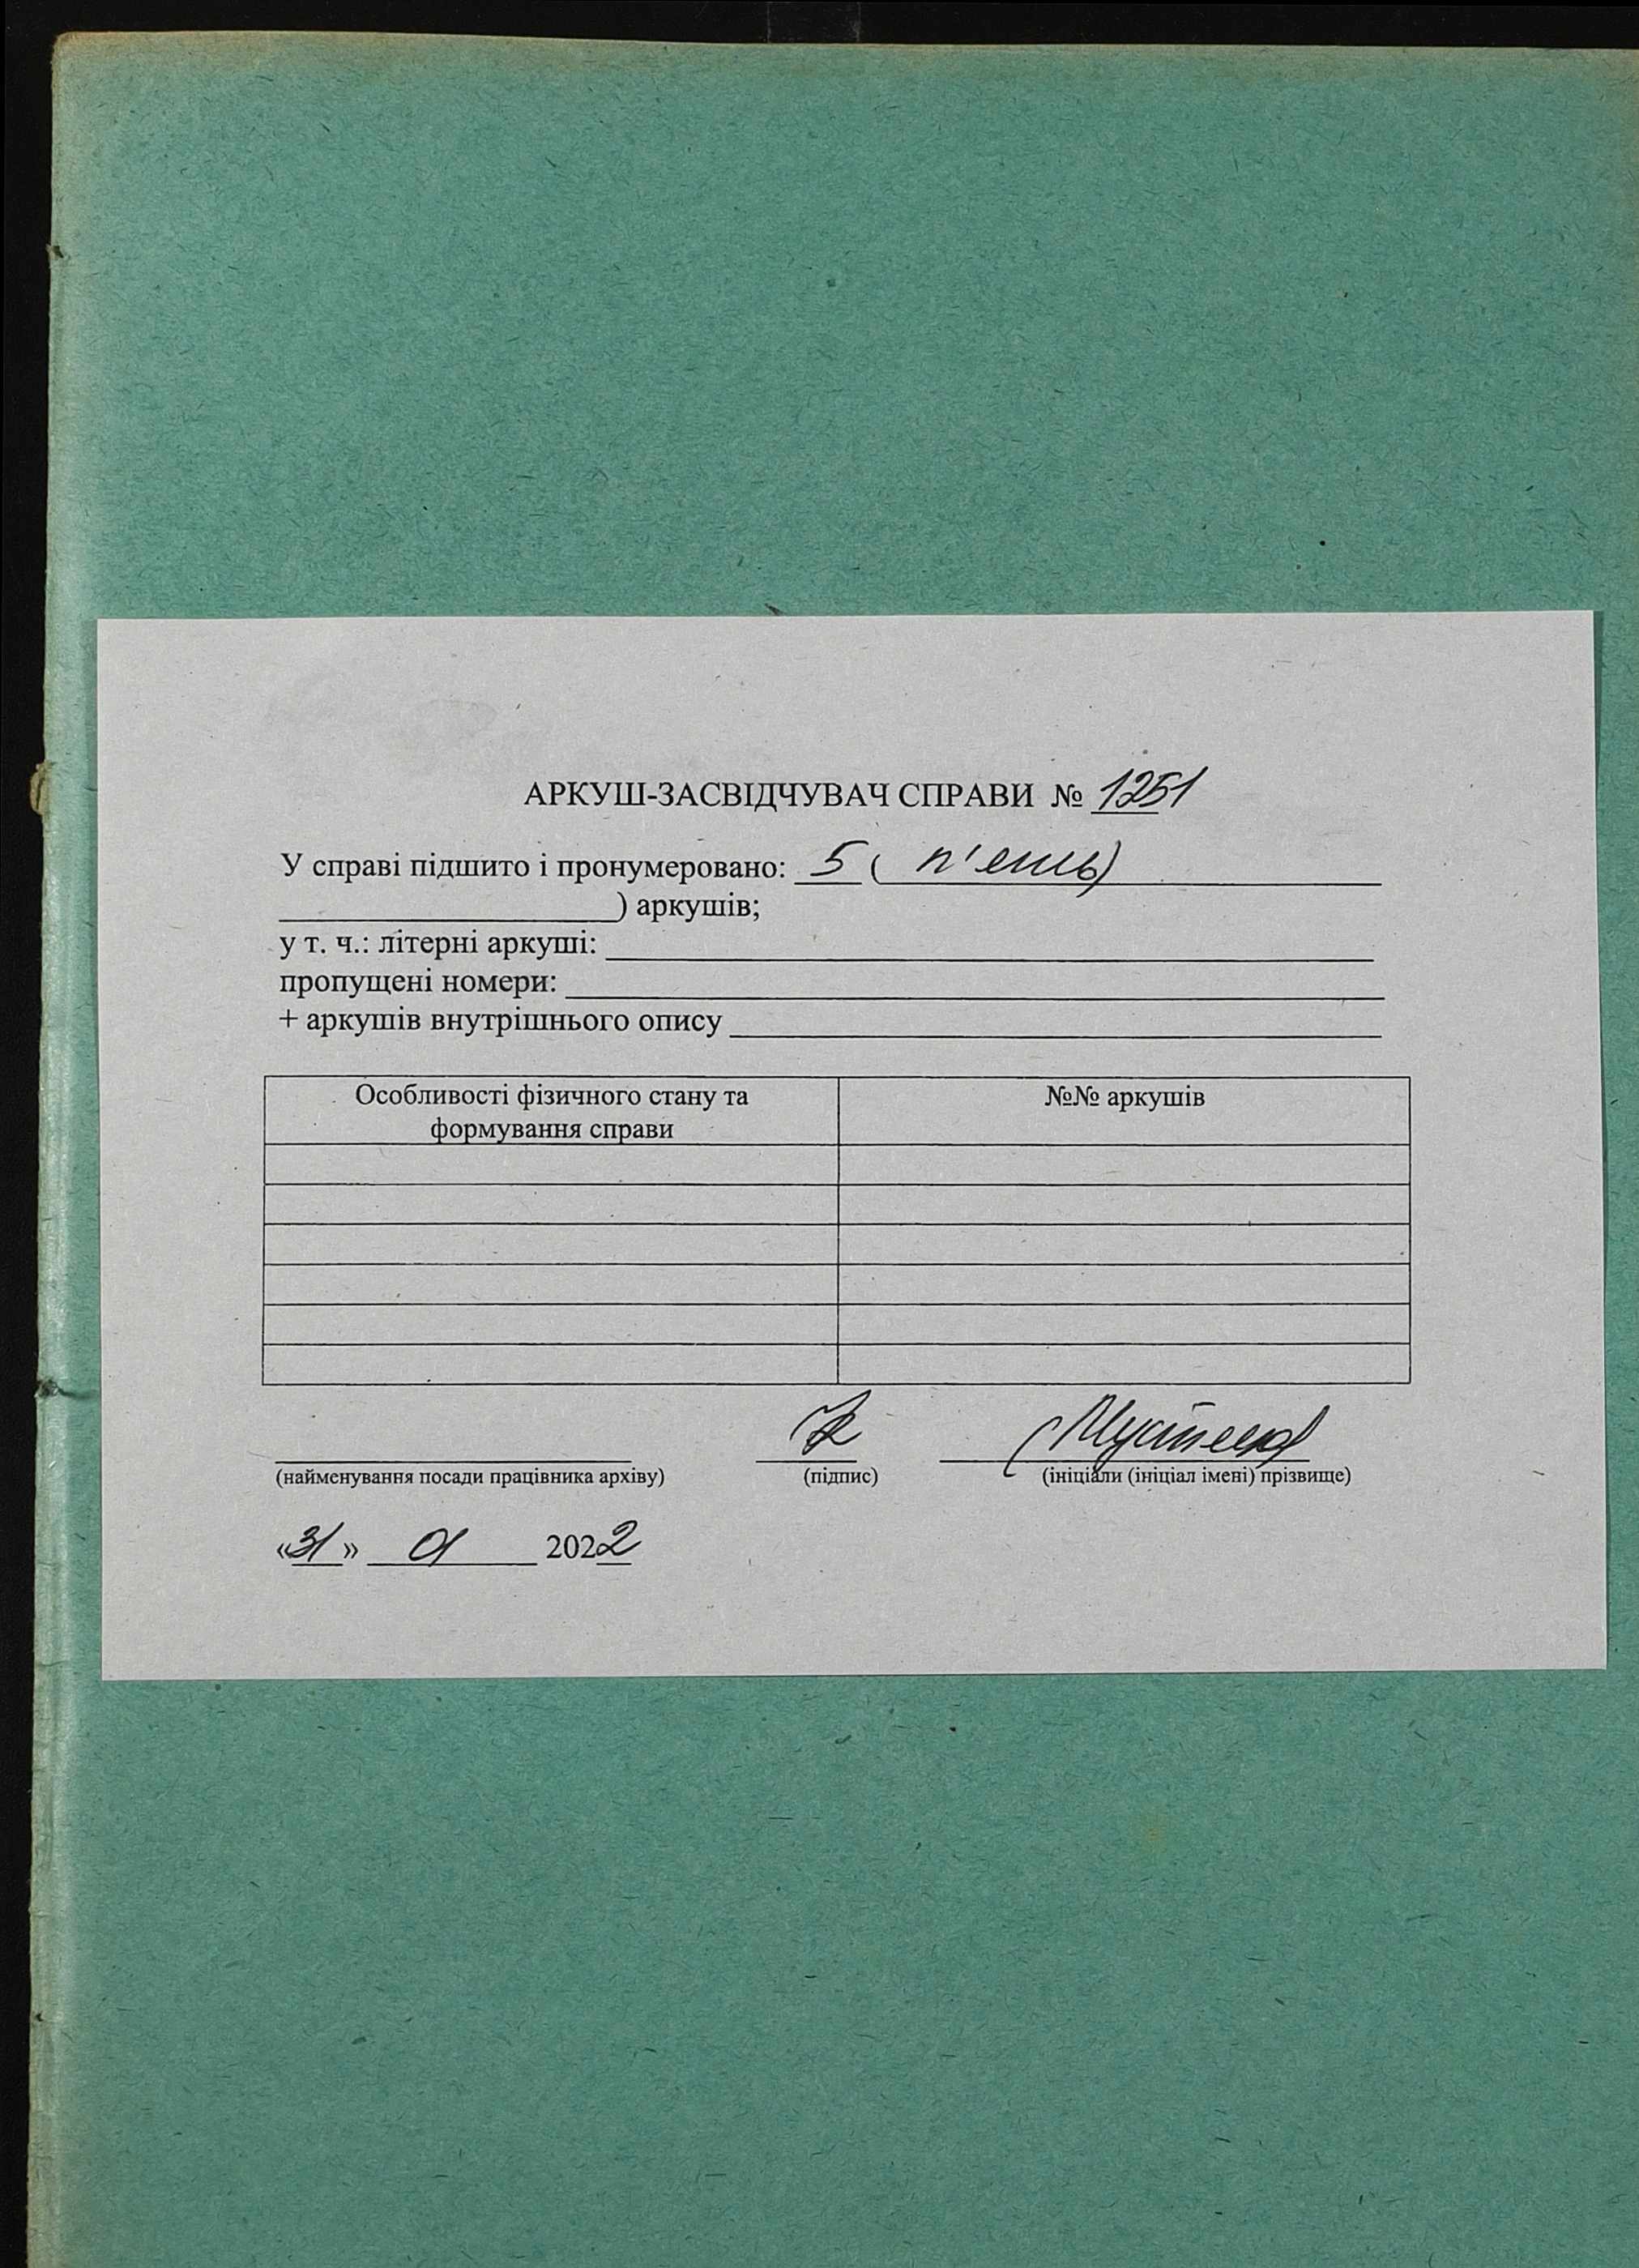 АРКУШ-ЗАСВІДЧУВАЧ СПРАВИ № 1251
У справі підшито і пронумеровано: 5 ( п'ять)
) аркушів;
у т. ч.: літерні аркуші:
пропущені номери:
+ аркушів внутрішнього опису
Особливості фізичного стану та №№ аркушів
формування справи
(найменування посади працівника архіву) (підпис) (ініціали (ініціал імені) прізвище)
«31» 01 2022